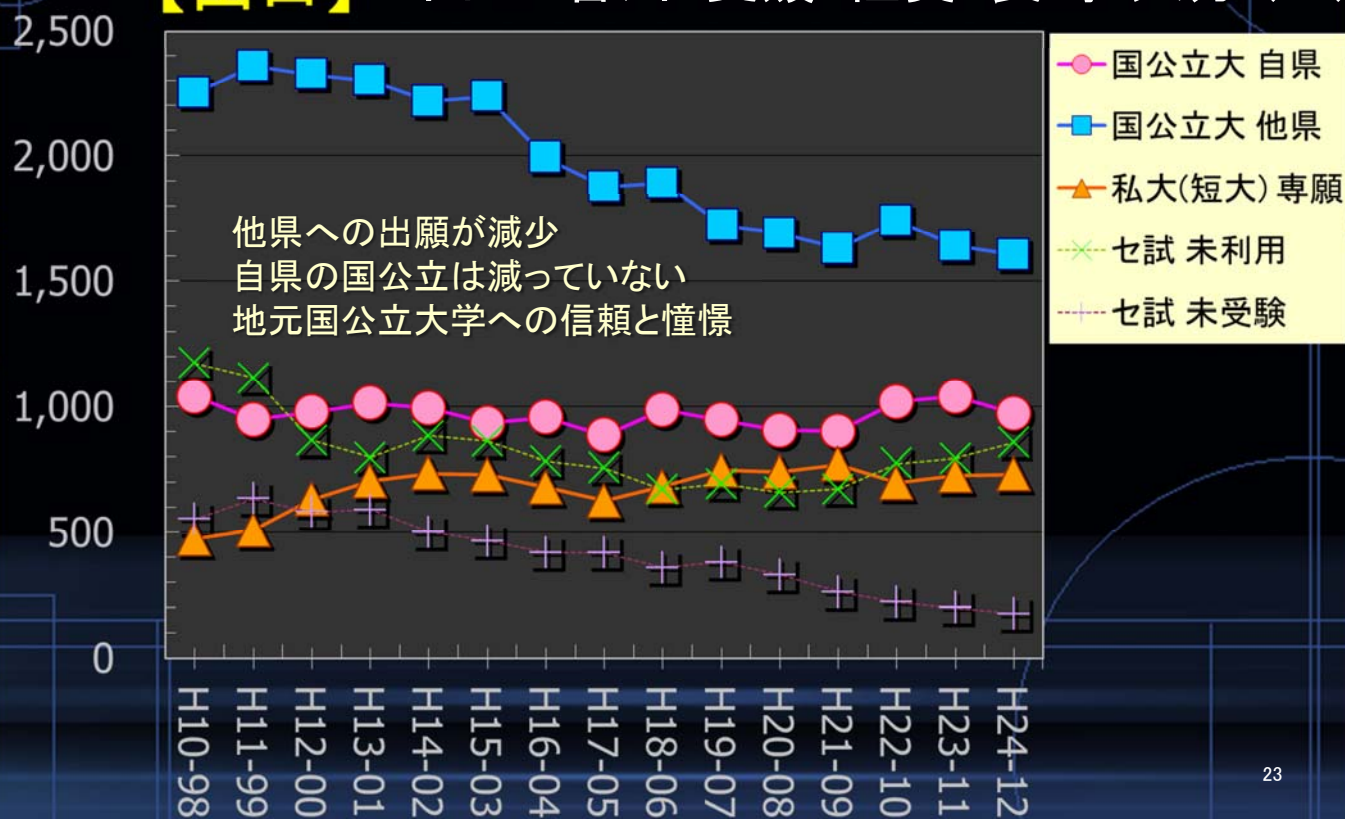 2,500
2,000
1,500
1,000
500
0
他県への出願が減少
自県の国公立は減っていない
地元国公立大学への信頼と憧憬
国公立大 自県
国公立大 他県
私大(短大) 専願
セ試 未利用
セ試 未受験
H10-98
H11-99
H12-00
H13-01
H14-02
H15-03
H16-04
H17-05
H18-06
H19-07
H20-08
H21-09
H22-10
H23-11
H24-12
23